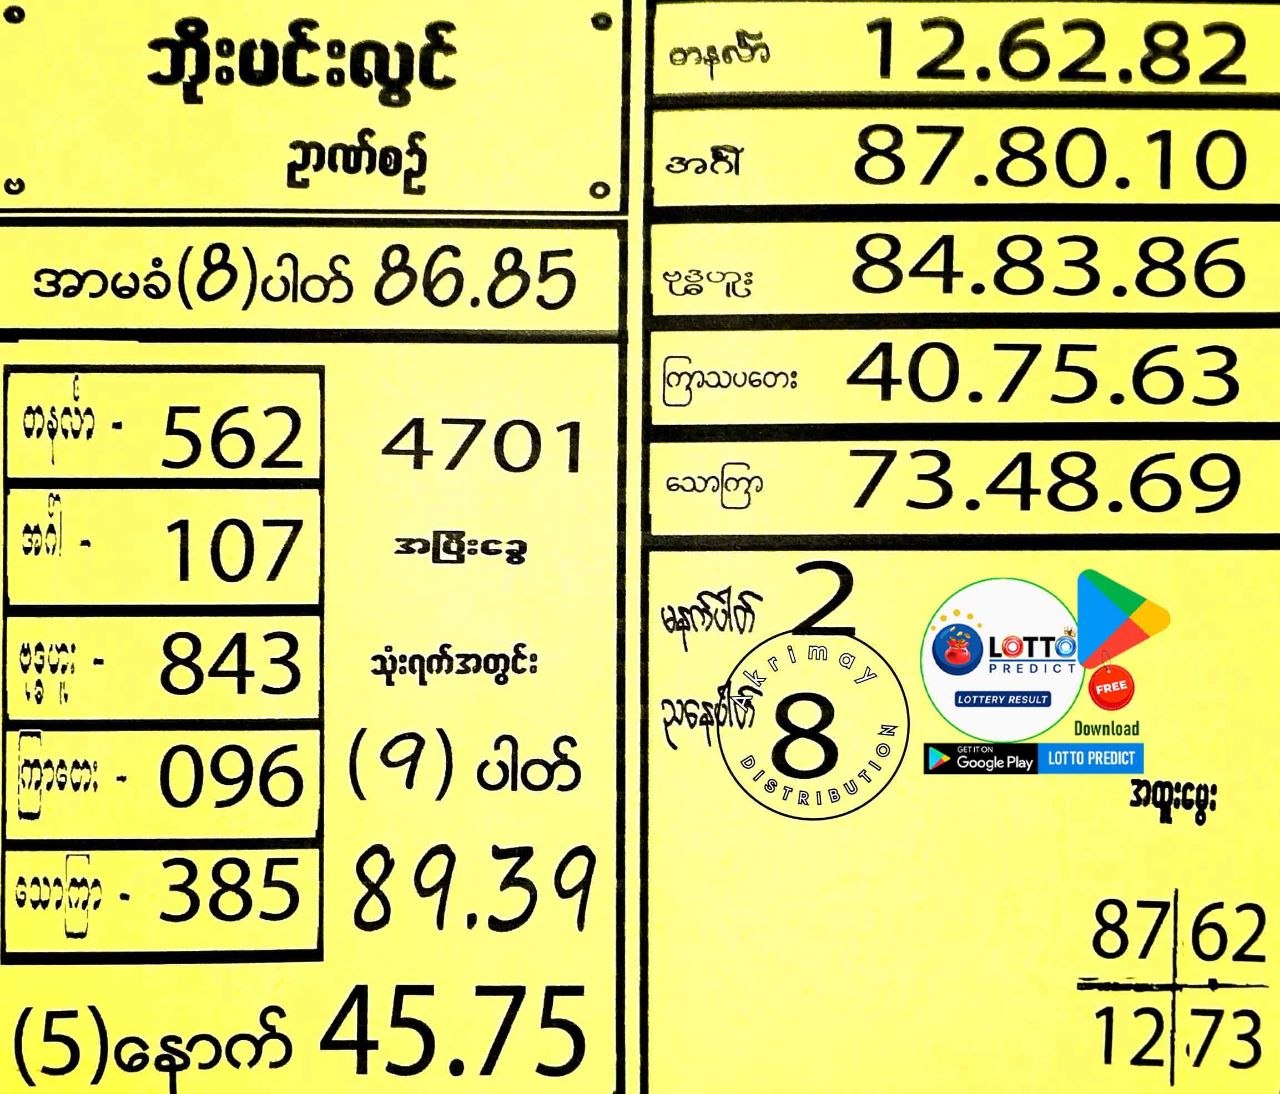 ဘိုးမင်းလွင်
ဉာဏ်စဉ်
အာမခံ(8)ပါတ် 86.85
တနင်္လာ - 562
အင်္ဂါ - 107
ဗုဒ္ဓဟူး - 843
ကြာတေး - 096
သောကြာ - 385
4701
အပြီးခွေ
သုံးရက်အတွင်း
(9) ပါတ်
89.39
(5)နောက် 45.75
တနင်္လာ 12.62.82
အင်္ဂါ 87.80.10
ဗုဒ္ဓဟူး 84.83.86
ကြာသပတေး 40.75.63
သောကြာ 73.48.69
မနက်ပါတ် 2
ညနေပါတ် 8
krimay
DISTRIBUTION
LOTTO
PREDICT
LOTTERY RESULT
FREE
Download
GET IT ON
Google Play
LOTTO PREDICT
အထူးမွေး
87 62
12 73